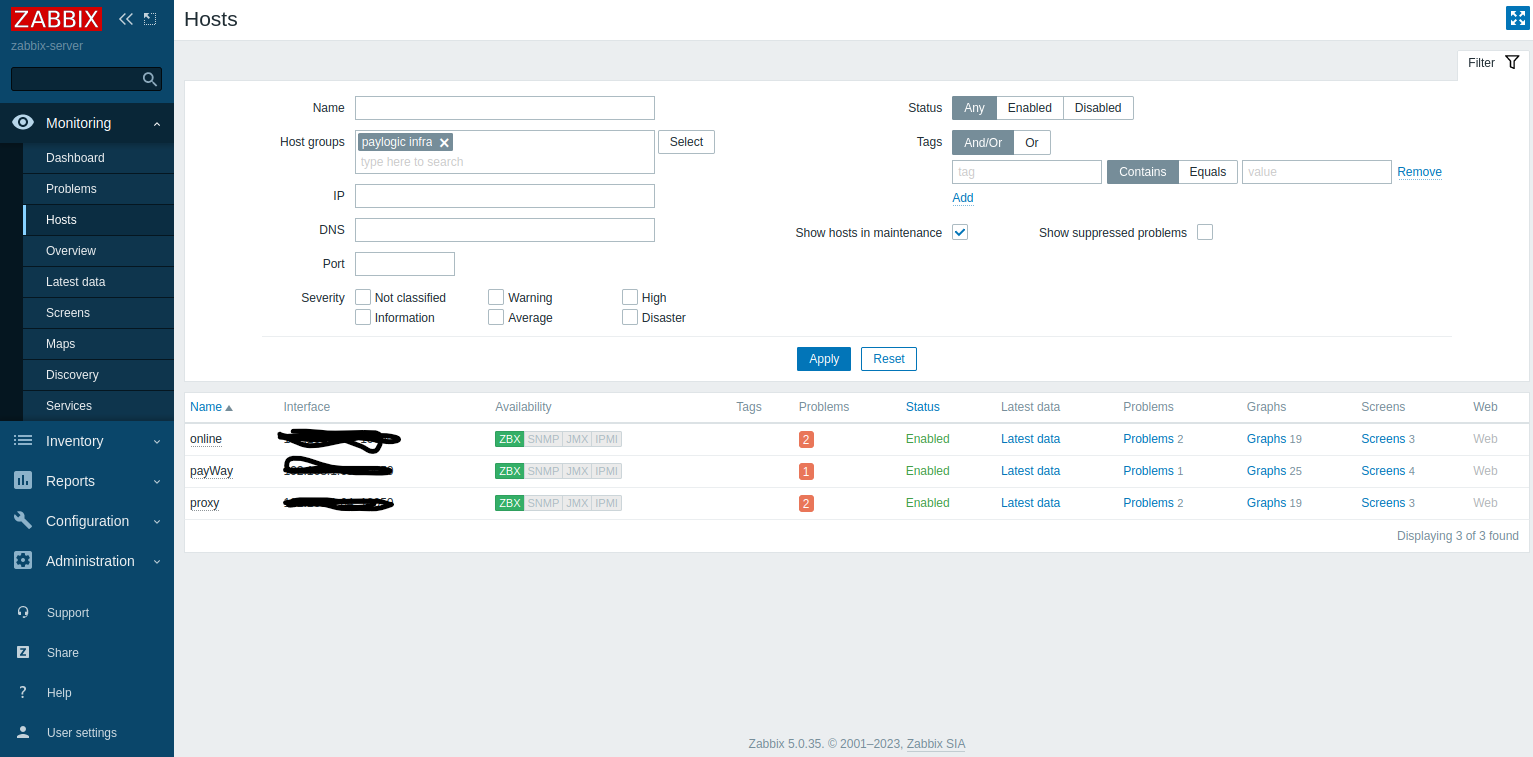 ZABBIX
Hosts
zabbix-server
Filter
Name
Status Any Enabled Disabled
Monitoring
Host groups paylogic infra Select
type here to search
Tags And/Or Or
Dashboard
tag Contains Equals value Remove
Problems
IP
Add
Hosts
DNS
Show hosts in maintenance Show suppressed problems
Overview
Port
Latest data
Severity Not classified Warning High
Information Average Disaster
Screens
Maps
Apply Reset
Discovery
Services
Name Interface Availability Tags Problems Status Latest data Problems Graphs Screens Web
Inventory
online ZBX SNMP JMX IPMI 2 Enabled Latest data Problems 2 Graphs 19 Screens 3 Web
payWay ZBX SNMP JMX IPMI 1 Enabled Latest data Problems 1 Graphs 25 Screens 4 Web
Reports
proxy ZBX SNMP JMX IPMI 2 Enabled Latest data Problems 2 Graphs 19 Screens 3 Web
Configuration
Displaying 3 of 3 found
Administration
Support
Share
Help
User settings
Zabbix 5.0.35. © 2001–2023, Zabbix SIA